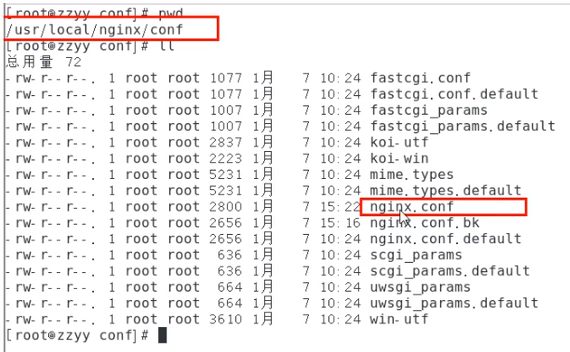 [root@zzyy conf]# pwd
/usr/local/nginx/conf
[root@zzyy conf]# ll
总用量 72
-rw-r--r--. 1 root root 1077 1月   7 10:24 fastcgi.conf
-rw-r--r--. 1 root root 1077 1月   7 10:24 fastcgi.conf.default
-rw-r--r--. 1 root root 1007 1月   7 10:24 fastcgi_params
-rw-r--r--. 1 root root 1007 1月   7 10:24 fastcgi_params.default
-rw-r--r--. 1 root root 2837 1月   7 10:24 koi-utf
-rw-r--r--. 1 root root 2223 1月   7 10:24 koi-win
-rw-r--r--. 1 root root 5231 1月   7 10:24 mime.types
-rw-r--r--. 1 root root 5231 1月   7 10:24 mime.types.default
-rw-r--r--. 1 root root 2800 1月   7 15:22 nginx.conf
-rw-r--r--. 1 root root 2656 1月   7 15:16 nginx.conf.bk
-rw-r--r--. 1 root root 2656 1月   7 10:24 nginx.conf.default
-rw-r--r--. 1 root root  636 1月   7 10:24 scgi_params
-rw-r--r--. 1 root root  636 1月   7 10:24 scgi_params.default
-rw-r--r--. 1 root root  664 1月   7 10:24 uwsgi_params
-rw-r--r--. 1 root root  664 1月   7 10:24 uwsgi_params.default
-rw-r--r--. 1 root root 3610 1月   7 10:24 win-utf
[root@zzyy conf]#